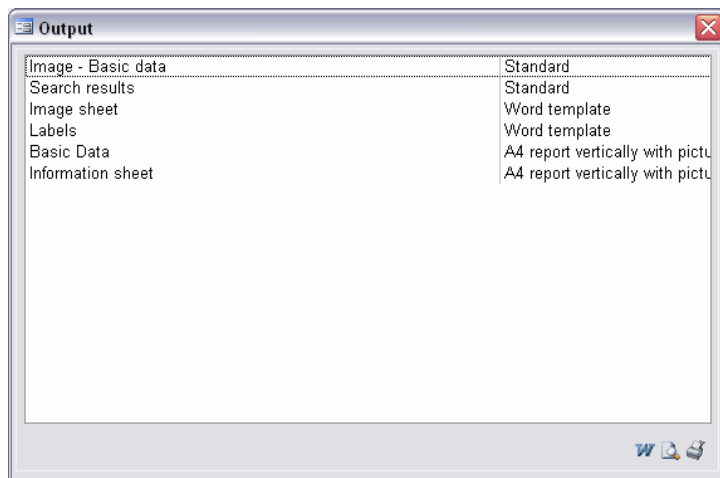 Output
Image - Basic data Standard
Search results Standard
Image sheet Word template
Labels Word template
Basic Data A4 report vertically with pictu
Information sheet A4 report vertically with pictu
W